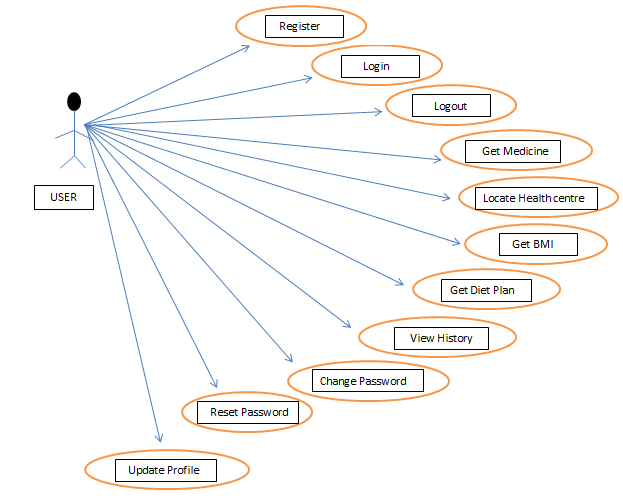 Register
Login
Logout
Get Medicine
USER
Locate Health centre
Get BMI
Get Diet Plan
View History
Change Password
Reset Password
Update Profile